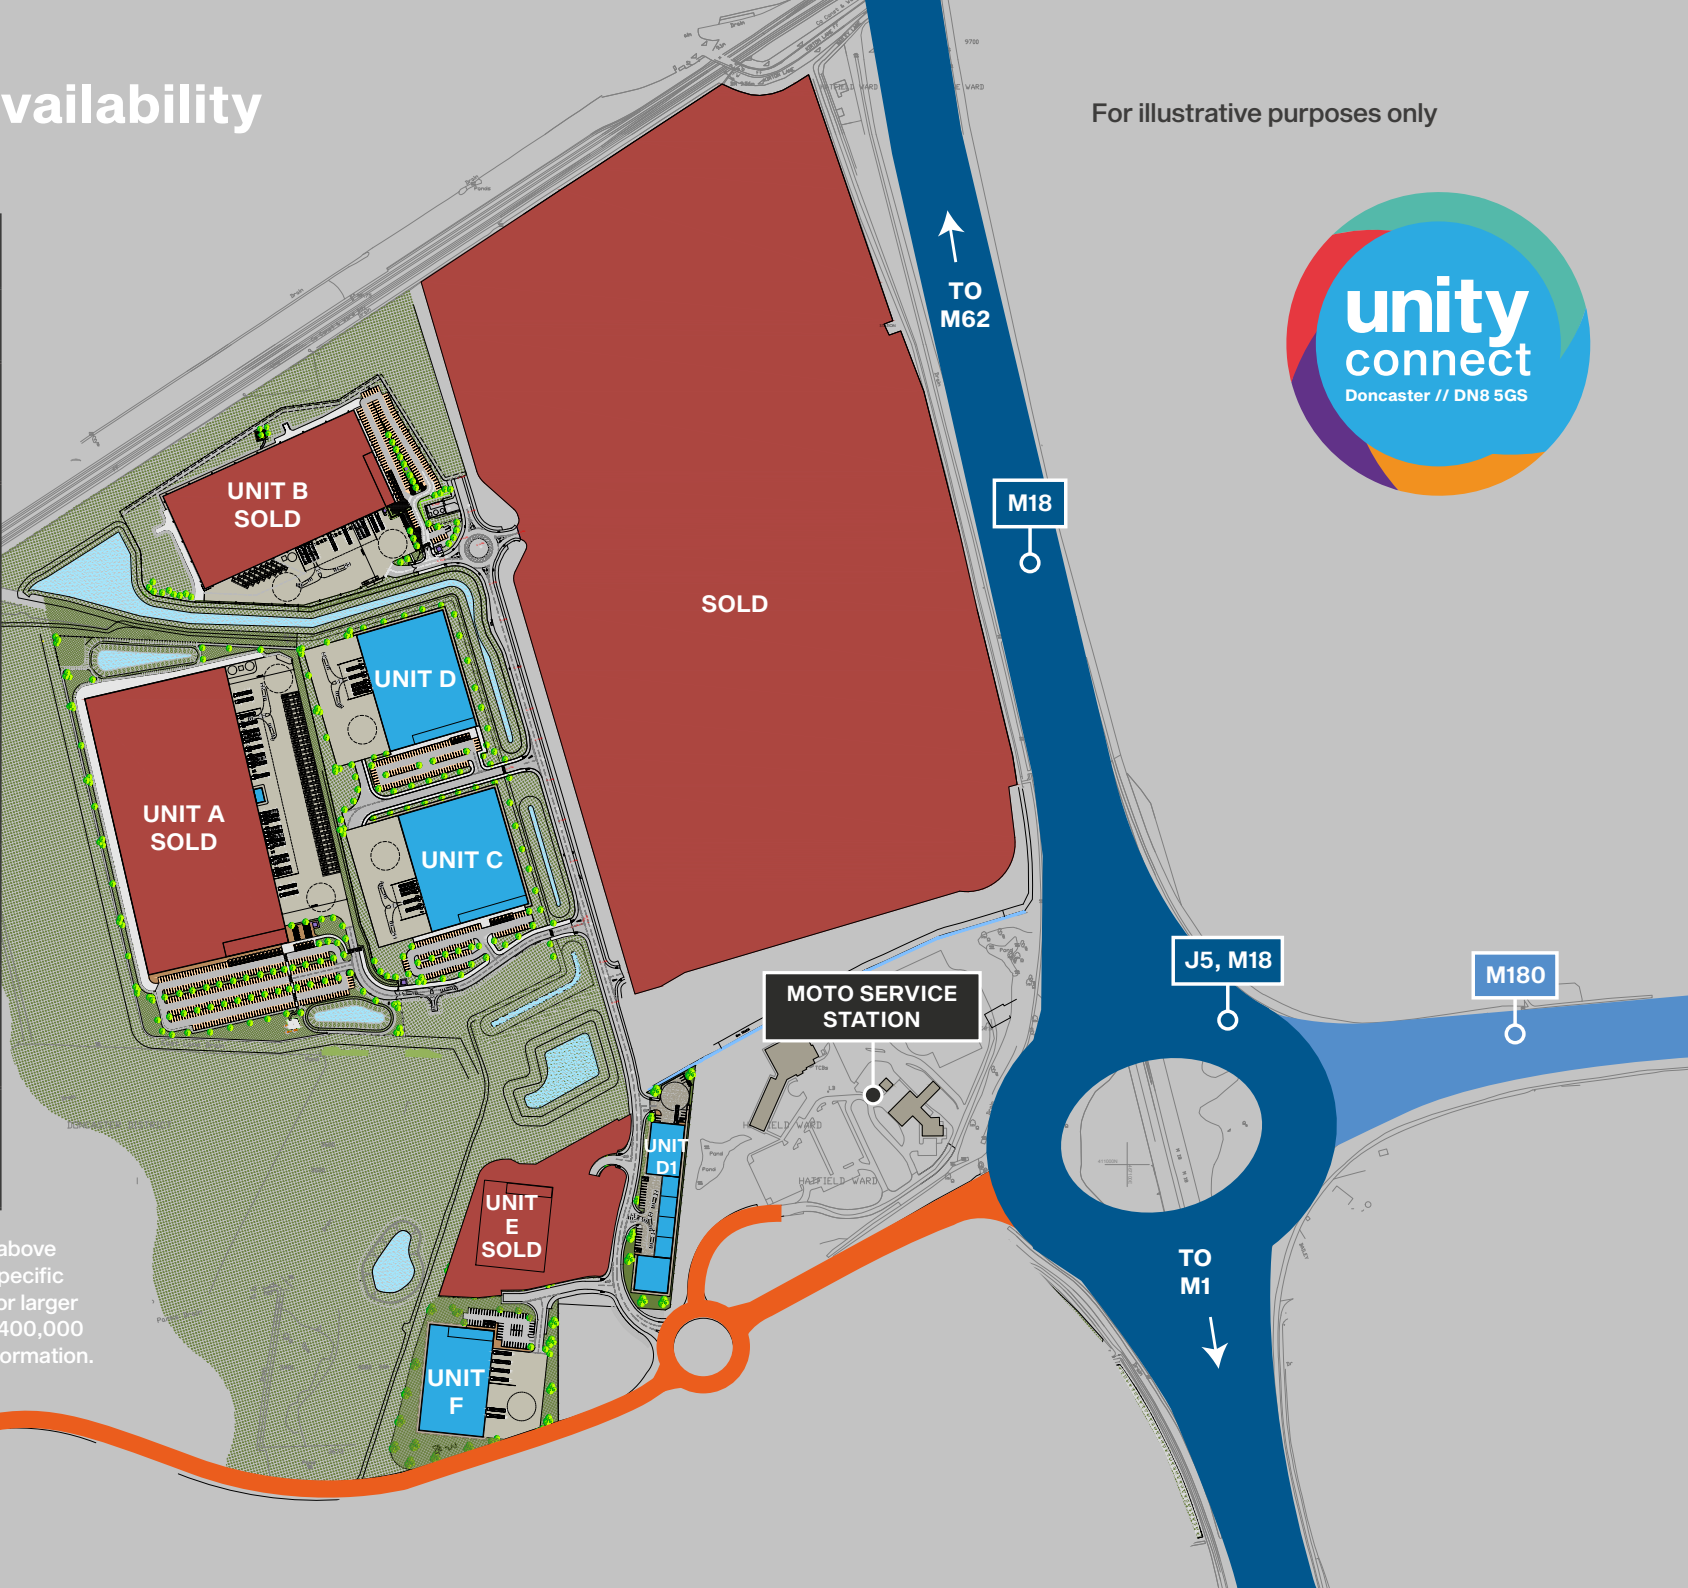 vailability
For illustrative purposes only
unity
connect
Doncaster // DN8 5GS
TO
M62
M18
UNIT B
SOLD
SOLD
UNIT D
UNIT A
SOLD
UNIT C
J5, M18
M180
MOTO SERVICE
STATION
UNIT
D1
UNIT
E
SOLD
HATFIELD WARD
TO
M1
above
pecific
or larger
400,000
ormation.
UNIT
F